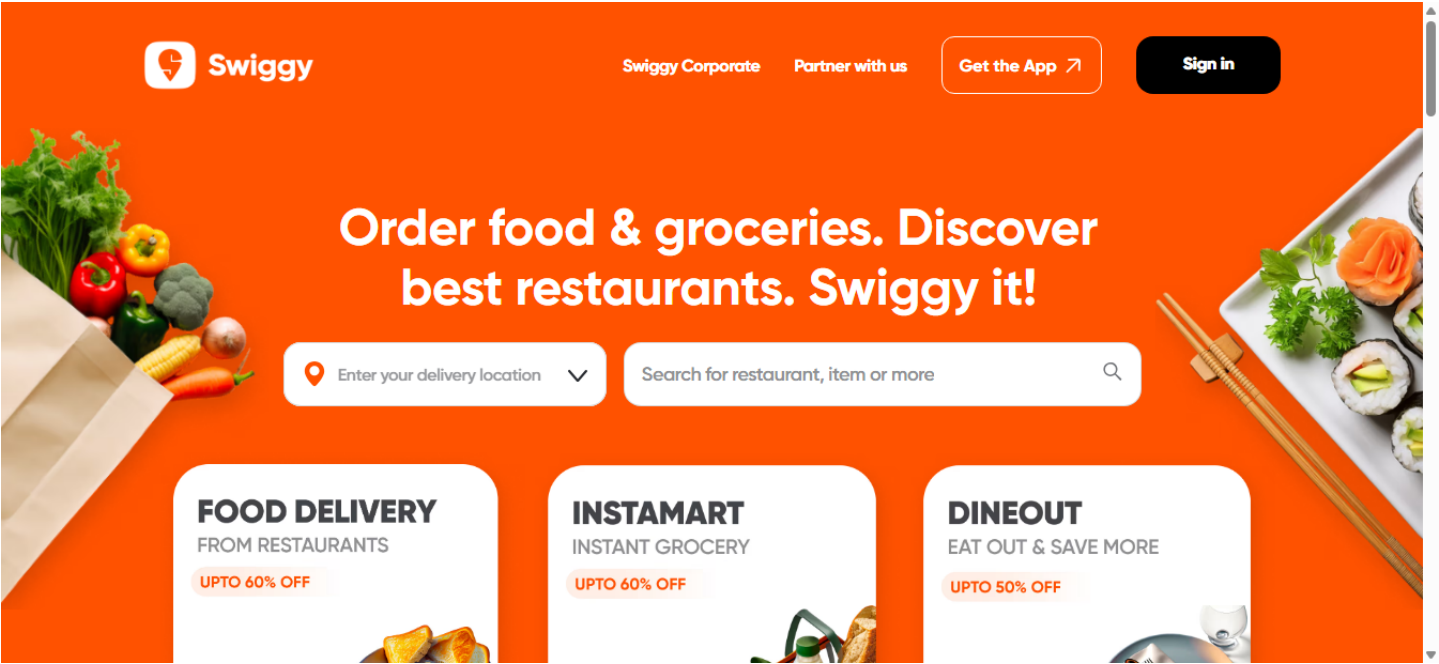 Swiggy
Swiggy Corporate
Partner with us
Get the App
Sign in
Order food & groceries. Discover
best restaurants. Swiggy it!
Enter your delivery location
Search for restaurant, item or more
FOOD DELIVERY
FROM RESTAURANTS
UPTO 60% OFF
INSTAMART
INSTANT GROCERY
UPTO 60% OFF
DINEOUT
EAT OUT & SAVE MORE
UPTO 50% OFF